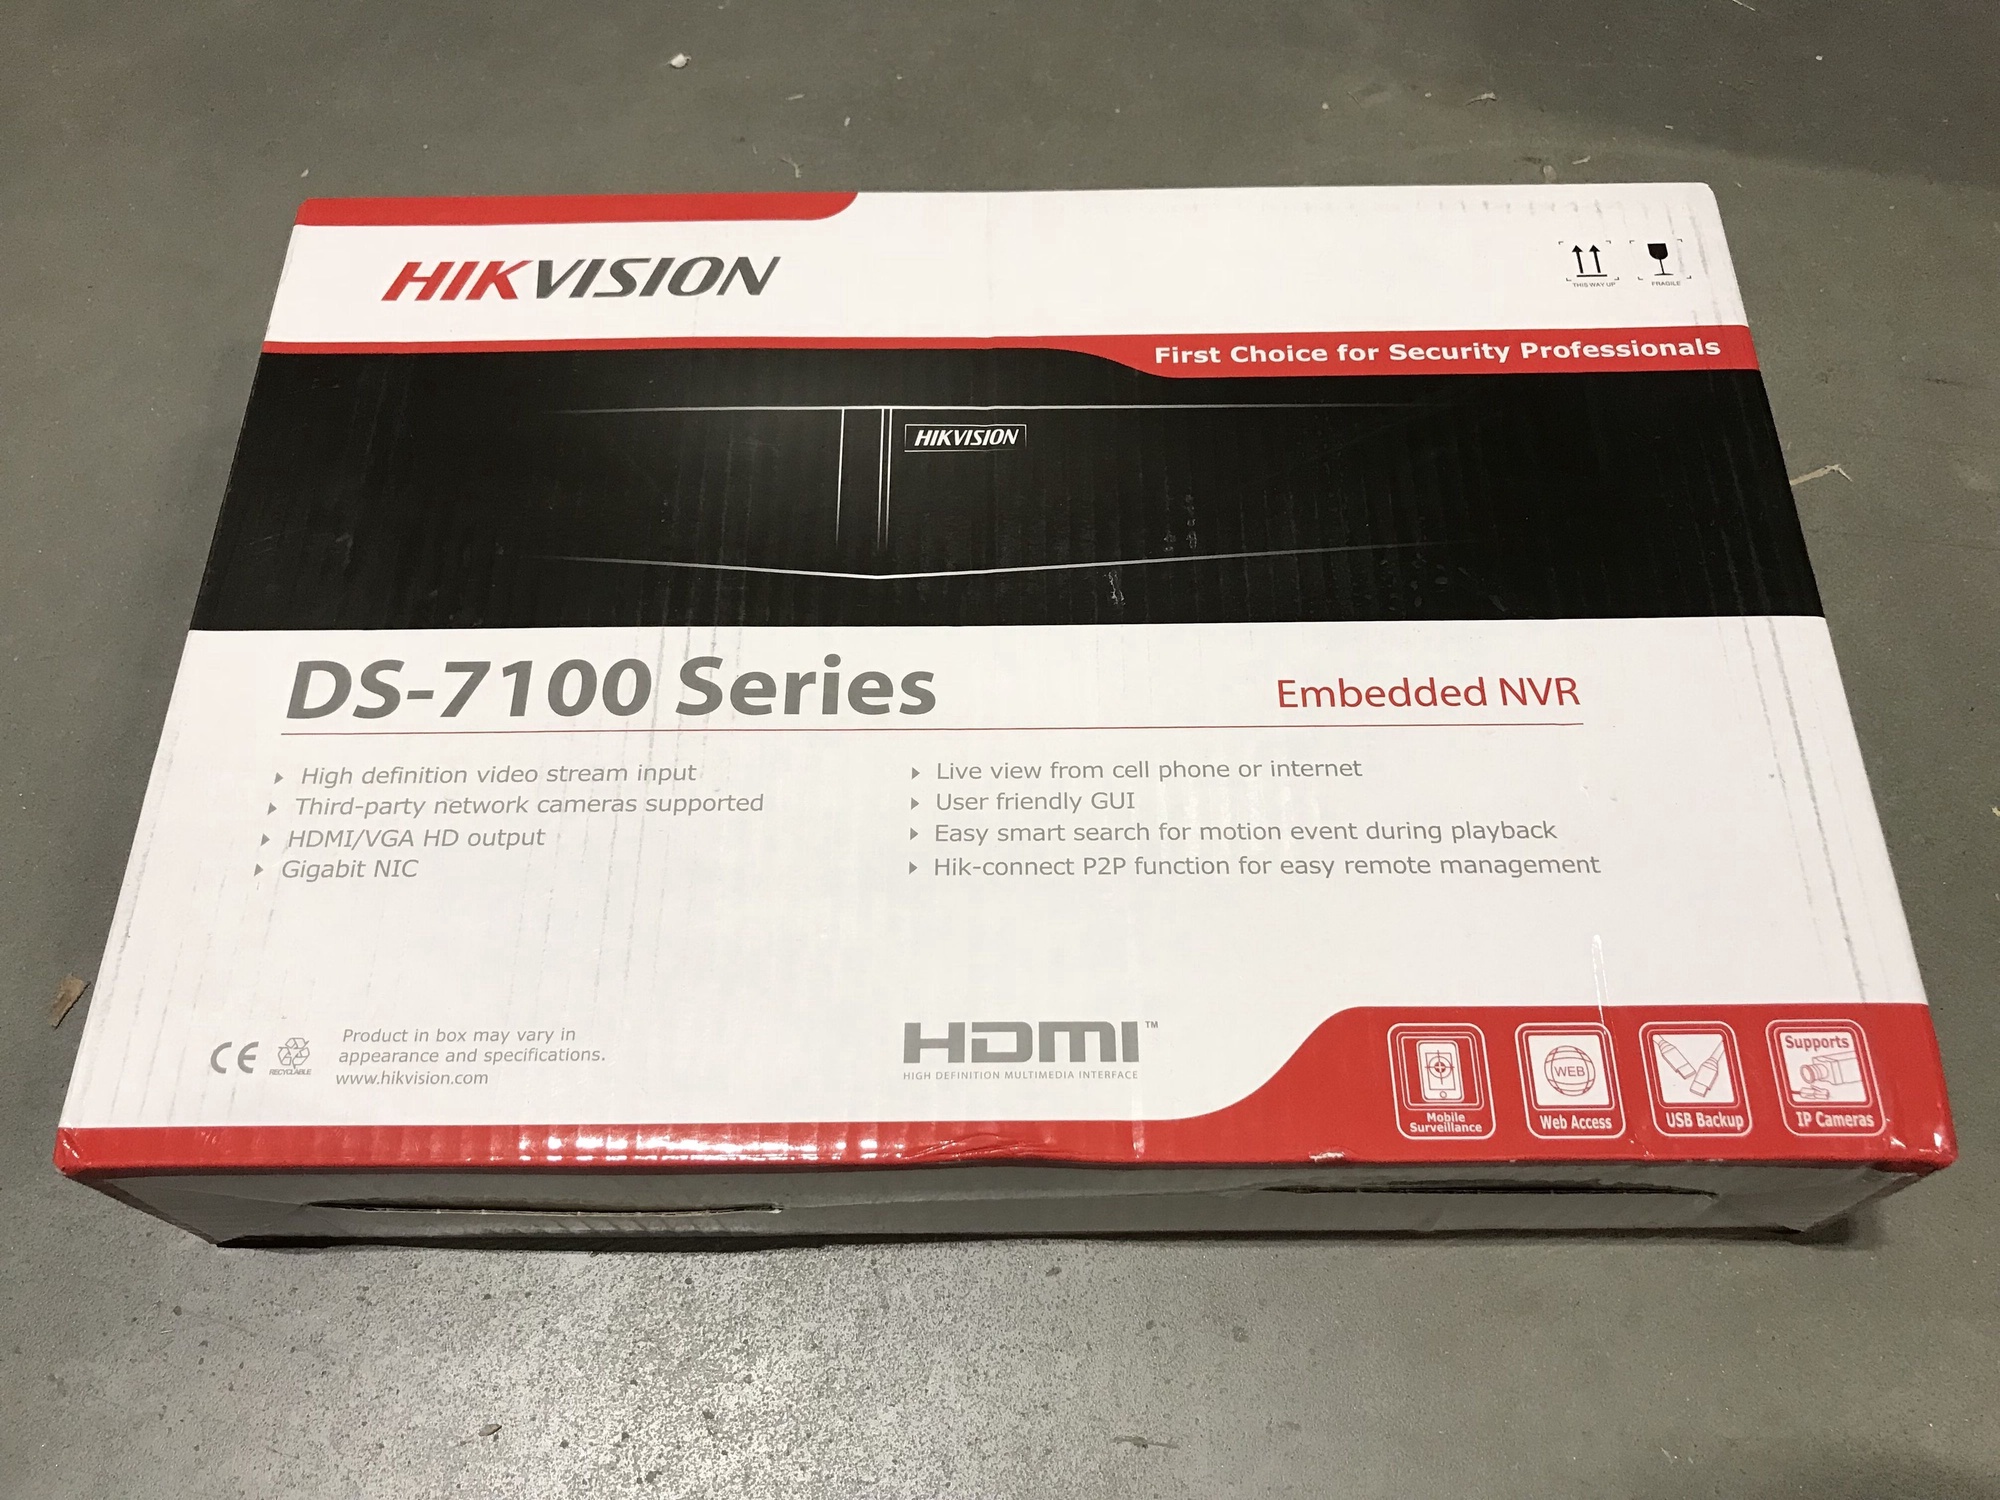 HIKVISION
THIS WAY UP
FRAGILE
First Choice for Security Professionals
HIKVISION
DS-7100 Series
Embedded NVR
High definition video stream input
Third-party network cameras supported
HDMI/VGA HD output
Gigabit NIC
Live view from cell phone or internet
User friendly GUI
Easy smart search for motion event during playback
Hik-connect P2P function for easy remote management
CE
RECYCLABLE
Product in box may vary in
appearance and specifications.
www.hikvision.com
HDMI™
HIGH DEFINITION MULTIMEDIA INTERFACE
Mobile
Surveillance
WEB
Web Access
USB Backup
Supports
IP Cameras